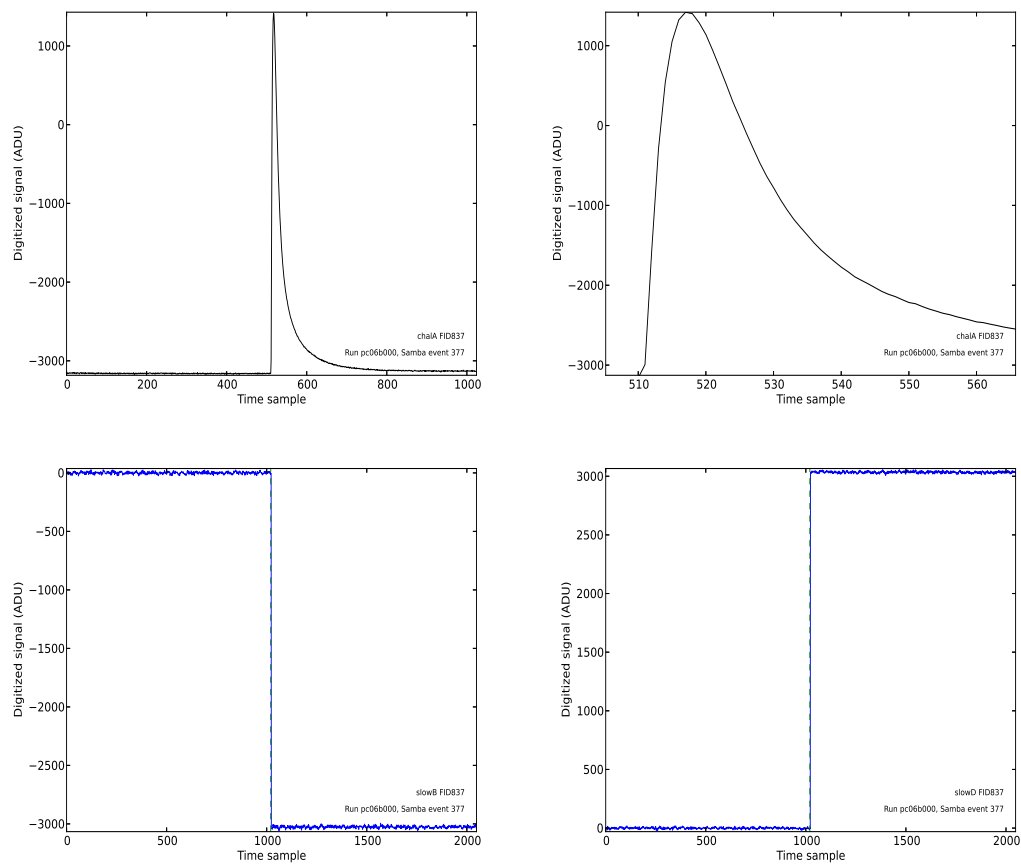 1000
0
−1000
−2000
−3000
0
200
400
600
800
1000
Digitized signal (ADU)
Time sample
chalA FID837
Run pc06b000, Samba event 377
1000
0
−1000
−2000
−3000
510
520
530
540
550
560
Digitized signal (ADU)
Time sample
chalA FID837
Run pc06b000, Samba event 377
0
−500
−1000
−1500
−2000
−2500
−3000
0
500
1000
1500
2000
Digitized signal (ADU)
Time sample
slowB FID837
Run pc06b000, Samba event 377
3000
2500
2000
1500
1000
500
0
0
500
1000
1500
2000
Digitized signal (ADU)
Time sample
slowD FID837
Run pc06b000, Samba event 377